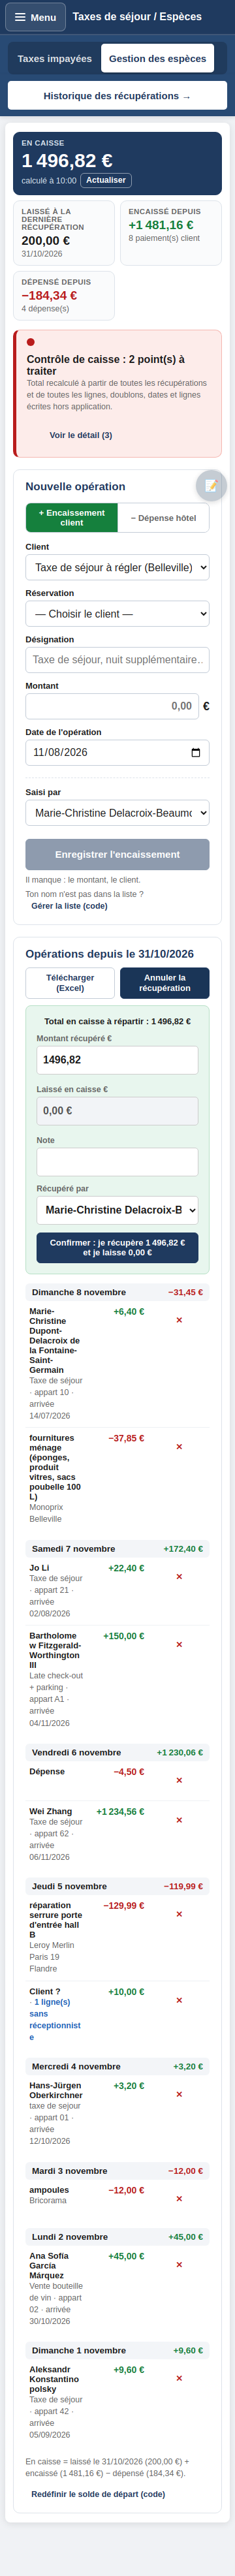 Menu
Taxes de séjour / Espèces
Taxes impayées
Gestion des espèces
Historique des récupérations →
EN CAISSE
1 496,82 €
calculé à 10:00
Actualiser
LAISSÉ À LA
DERNIÈRE
RÉCUPÉRATION
200,00 €
31/10/2026
ENCAISSÉ DEPUIS
+1 481,16 €
8 paiement(s) client
DÉPENSÉ DEPUIS
−184,34 €
4 dépense(s)
Contrôle de caisse : 2 point(s) à
traiter
Total recalculé à partir de toutes les récupérations
et de toutes les lignes, doublons, dates et lignes
écrites hors application.
Voir le détail (3)
Nouvelle opération
+ Encaissement
client
− Dépense hôtel
Client
Taxe de séjour à régler (Belleville)
Réservation
— Choisir le client —
Désignation
Taxe de séjour, nuit supplémentaire…
Montant
0,00
€
Date de l'opération
11/08/2026
Saisi par
Marie-Christine Delacroix-Beaumo
Enregistrer l'encaissement
Il manque : le montant, le client.
Ton nom n'est pas dans la liste ?
Gérer la liste (code)
Opérations depuis le 31/10/2026
Télécharger
(Excel)
Annuler la
récupération
Total en caisse à répartir : 1 496,82 €
Montant récupéré €
1496,82
Laissé en caisse €
0,00 €
Note
Récupéré par
Marie-Christine Delacroix-B
Confirmer : je récupère 1 496,82 €
et je laisse 0,00 €
Dimanche 8 novembre
−31,45 €
Marie-
Christine
Dupont-
Delacroix de
la Fontaine-
Saint-
Germain
+6,40 €
✕
Taxe de séjour
· appart 10 ·
arrivée
14/07/2026
fournitures
ménage
(éponges,
produit
vitres, sacs
poubelle 100
L)
−37,85 €
✕
Monoprix
Belleville
Samedi 7 novembre
+172,40 €
Jo Li
+22,40 €
✕
Taxe de séjour
· appart 21 ·
arrivée
02/08/2026
Bartholome
w Fitzgerald-
Worthington
III
+150,00 €
✕
Late check-out
+ parking ·
appart A1 ·
arrivée
04/11/2026
Vendredi 6 novembre
+1 230,06 €
Dépense
−4,50 €
✕
Wei Zhang
+1 234,56 €
✕
Taxe de séjour
· appart 62 ·
arrivée
06/11/2026
Jeudi 5 novembre
−119,99 €
réparation
serrure porte
d'entrée hall
B
−129,99 €
✕
Leroy Merlin
Paris 19
Flandre
Client ?
+10,00 €
✕
· 1 ligne(s)
sans
réceptionnist
e
Mercredi 4 novembre
+3,20 €
Hans-Jürgen
Oberkirchner
+3,20 €
✕
taxe de sejour
· appart 01 ·
arrivée
12/10/2026
Mardi 3 novembre
−12,00 €
ampoules
−12,00 €
✕
Bricorama
Lundi 2 novembre
+45,00 €
Ana Sofía
García
Márquez
+45,00 €
✕
Vente bouteille
de vin · appart
02 · arrivée
30/10/2026
Dimanche 1 novembre
+9,60 €
Aleksandr
Konstantino
polsky
+9,60 €
✕
Taxe de séjour
· appart 42 ·
arrivée
05/09/2026
En caisse = laissé le 31/10/2026 (200,00 €) +
encaissé (1 481,16 €) − dépensé (184,34 €).
Redéfinir le solde de départ (code)